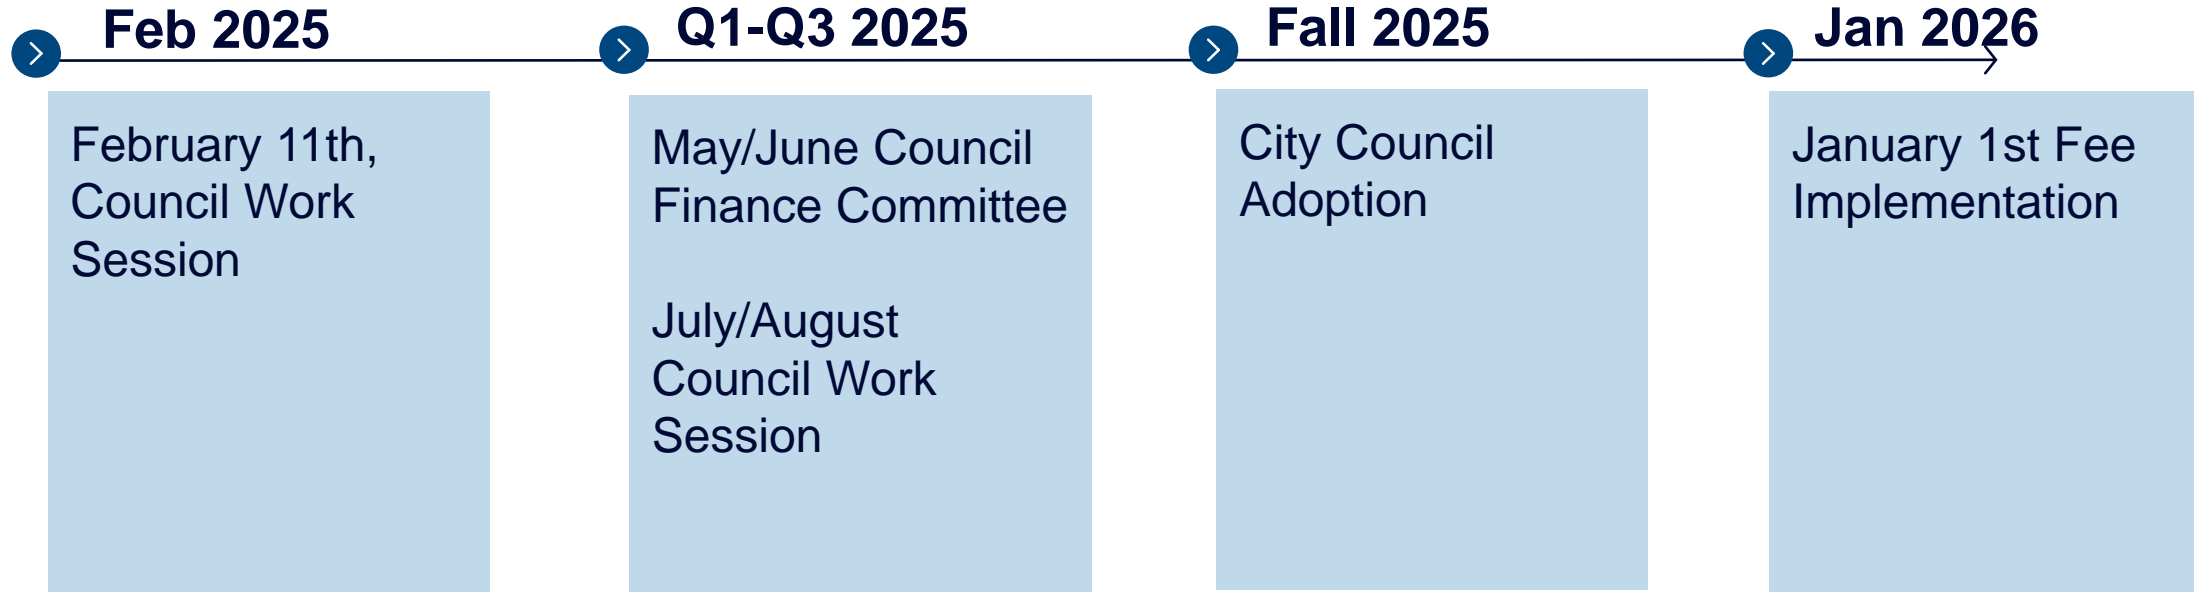 Feb 2025
February 11th,
Council Work
Session
Q1-Q3 2025
May/June Council
Finance Committee
July/August
Council Work
Session
Fall 2025
City Council
Adoption
Jan 2026
January 1st Fee
Implementation